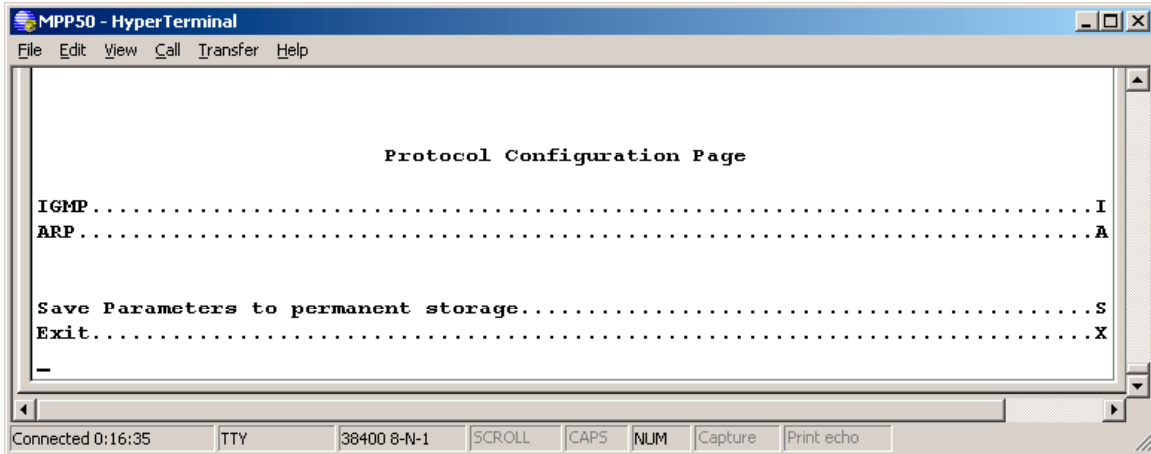 MPP50 - HyperTerminal
File Edit View Call Transfer Help
Protocol Configuration Page
IGMP..........................................................................I
ARP...........................................................................A
Save Parameters to permanent storage..........................................S
Exit..........................................................................X
_
Connected 0:16:35 TTY 38400 8-N-1 SCROLL CAPS NUM Capture Print echo